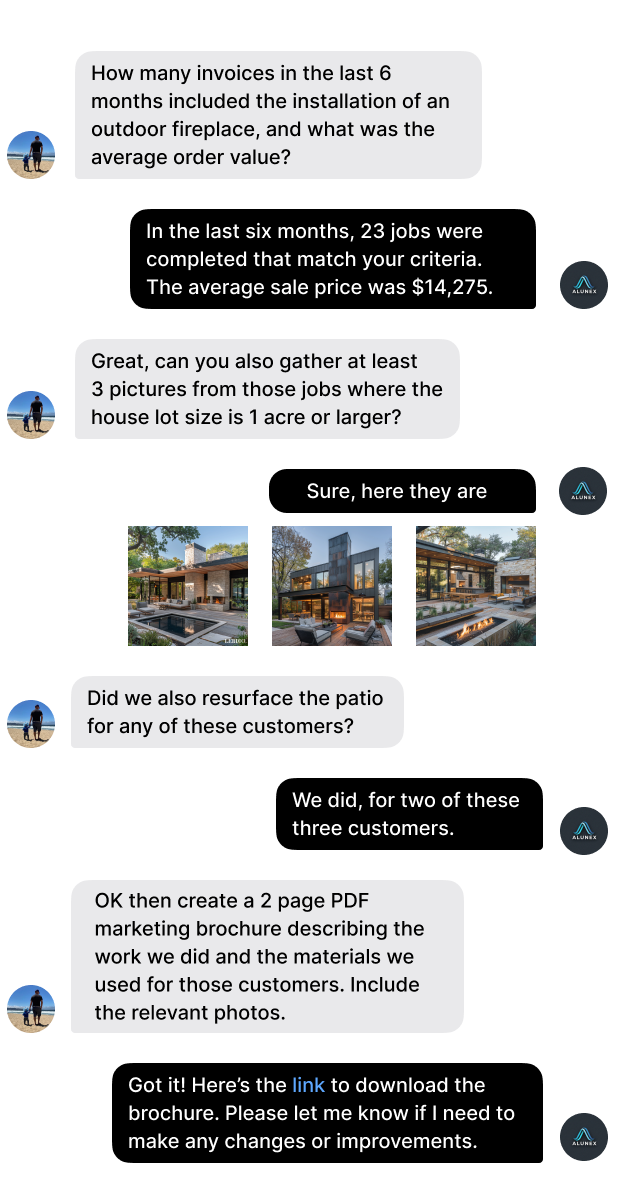 How many invoices in the last 6
months included the installation of an
outdoor fireplace, and what was the
average order value?
In the last six months, 23 jobs were
completed that match your criteria.
The average sale price was $14,275.
ALUNEX
Great, can you also gather at least
3 pictures from those jobs where the
house lot size is 1 acre or larger?
Sure, here they are
ALUNEX
Did we also resurface the patio
for any of these customers?
We did, for two of these
three customers.
ALUNEX
OK then create a 2 page PDF
marketing brochure describing the
work we did and the materials we
used for those customers. Include
the relevant photos.
Got it! Here’s the link to download the
brochure. Please let me know if I need to
make any changes or improvements.
ALUNEX